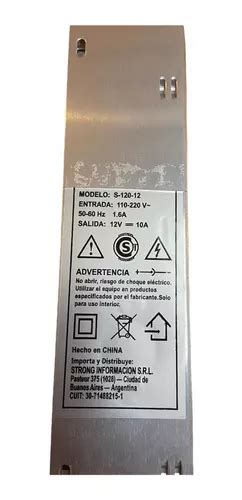 MODELO: S-120-12
ENTRADA: 110-220 V~
50-60 Hz 1.6A
SALIDA: 12V 10A
S
ADVERTENCIA
No abrir, riesgo de choque eléctrico.
Utilizar el equipo en productos
especificados por el fabricante.Solo
para uso interior.
Hecho en CHINA
Importa y Distribuye:
STRONG INFORMACION S.R.L.
Pasteur 375 (1028) — Ciudad de
Buenos Aires — Argentina
CUIT: 30-71488215-1